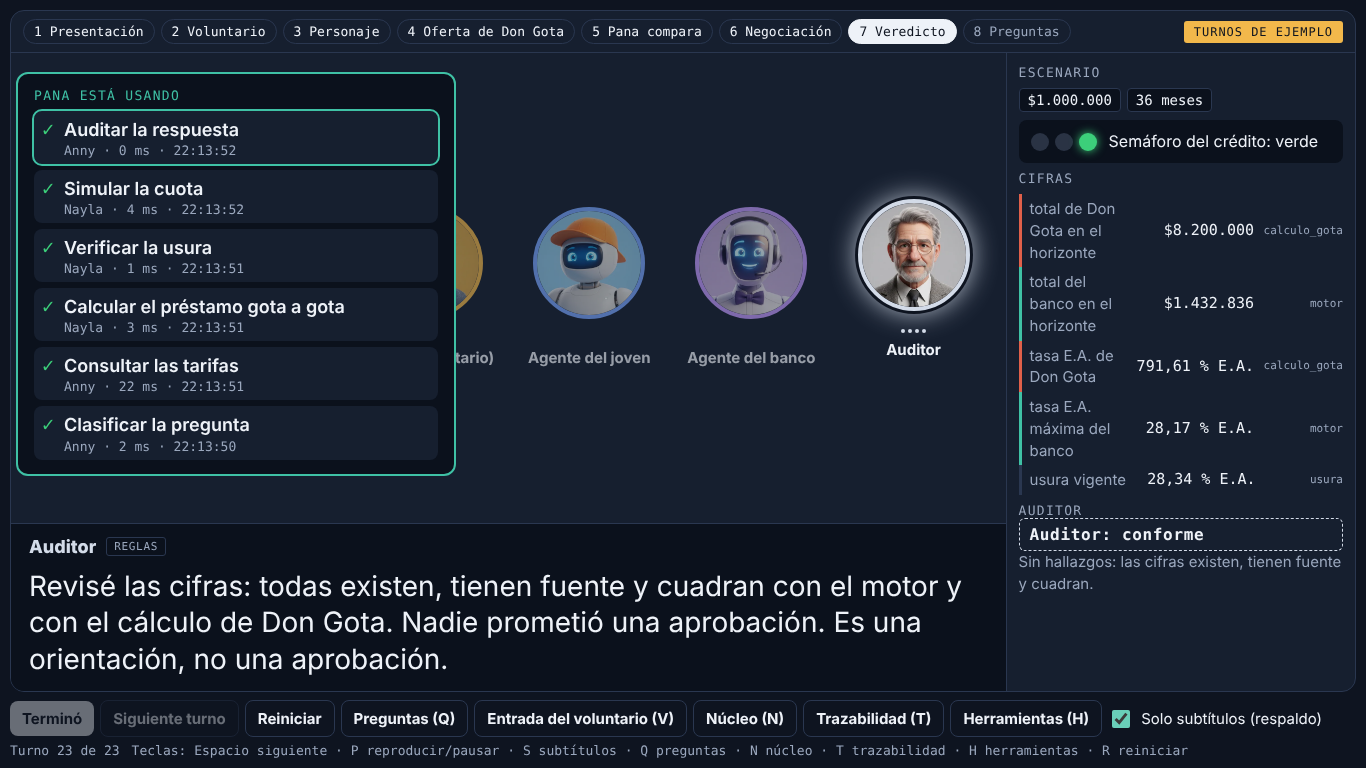 1 Presentación
2 Voluntario
3 Personaje
4 Oferta de Don Gota
5 Pana compara
6 Negociación
7 Veredicto
8 Preguntas
TURNOS DE EJEMPLO
PANA ESTÁ USANDO
✓ Auditar la respuesta
Anny · 0 ms · 22:13:52
✓ Simular la cuota
Nayla · 4 ms · 22:13:52
✓ Verificar la usura
Nayla · 1 ms · 22:13:51
✓ Calcular el préstamo gota a gota
Nayla · 3 ms · 22:13:51
✓ Consultar las tarifas
Anny · 22 ms · 22:13:51
✓ Clasificar la pregunta
Anny · 2 ms · 22:13:50
tario)
Agente del joven
Agente del banco
Auditor
ESCENARIO
$1.000.000
36 meses
Semáforo del crédito: verde
CIFRAS
total de Don
Gota en el
horizonte
$8.200.000 calculo_gota
total del
banco en el
horizonte
$1.432.836 motor
tasa E.A. de
Don Gota
791,61 % E.A. calculo_gota
tasa E.A.
máxima del
banco
28,17 % E.A. motor
usura vigente 28,34 % E.A. usura
AUDITOR
Auditor: conforme
Sin hallazgos: las cifras existen, tienen fuente
y cuadran.
Auditor REGLAS
Revisé las cifras: todas existen, tienen fuente y cuadran con el motor y
con el cálculo de Don Gota. Nadie prometió una aprobación. Es una
orientación, no una aprobación.
Terminó
Siguiente turno
Reiniciar
Preguntas (Q)
Entrada del voluntario (V)
Núcleo (N)
Trazabilidad (T)
Herramientas (H)
Solo subtítulos (respaldo)
Turno 23 de 23 Teclas: Espacio siguiente · P reproducir/pausar · S subtítulos · Q preguntas · N núcleo · T trazabilidad · H herramientas · R reiniciar